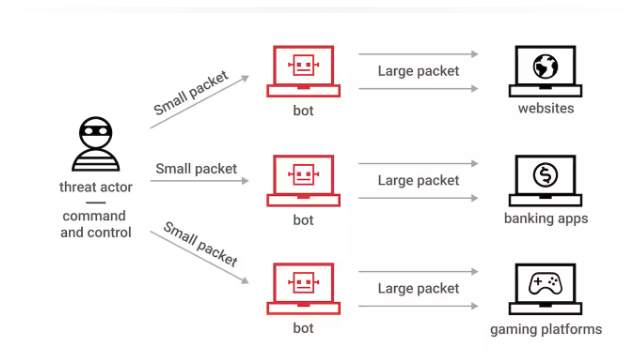 Small packet
bot
Large packet
websites
threat actor
command
and control
Small packet
bot
Large packet
banking apps
Small packet
bot
Large packet
gaming platforms